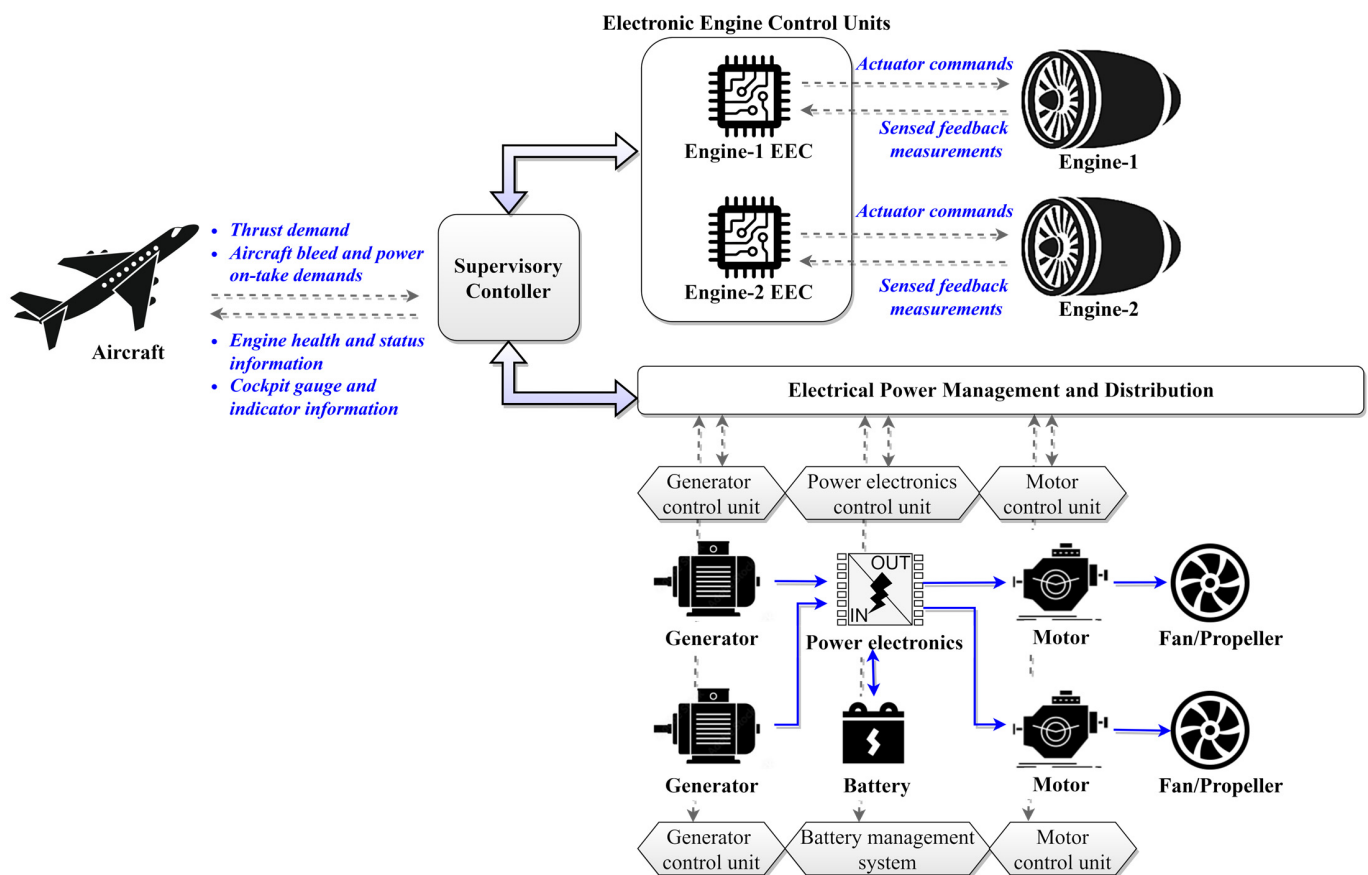 Electronic Engine Control Units
Actuator commands
Engine-1 EEC
Sensed feedback
measurements
Engine-1
Actuator commands
Engine-2 EEC
Sensed feedback
measurements
Engine-2
• Thrust demand
• Aircraft bleed and power
on-take demands
Supervisory
Contoller
Aircraft
• Engine health and status
information
• Cockpit gauge and
indicator information
Electrical Power Management and Distribution
Generator
control unit
Power electronics
control unit
Motor
control unit
OUT
IN
Generator
Power electronics
Motor
Fan/Propeller
Generator
Battery
Motor
Fan/Propeller
Generator
control unit
Battery management
system
Motor
control unit